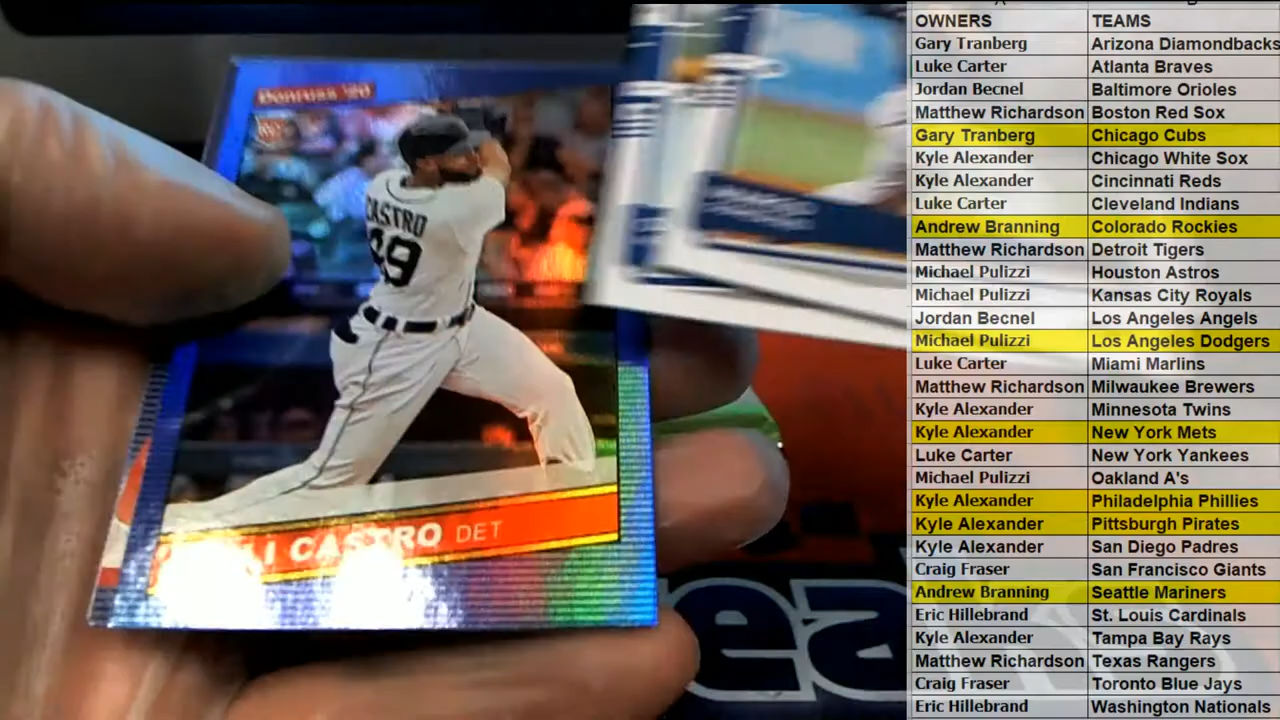 Donruss '20
CASTRO
49
LI CASTRO DET
ea
OWNERS TEAMS
Gary Tranberg Arizona Diamondbacks
Luke Carter Atlanta Braves
Jordan Becnel Baltimore Orioles
Matthew Richardson Boston Red Sox
Gary Tranberg Chicago Cubs
Kyle Alexander Chicago White Sox
Kyle Alexander Cincinnati Reds
Luke Carter Cleveland Indians
Andrew Branning Colorado Rockies
Matthew Richardson Detroit Tigers
Michael Pulizzi Houston Astros
Michael Pulizzi Kansas City Royals
Jordan Becnel Los Angeles Angels
Michael Pulizzi Los Angeles Dodgers
Luke Carter Miami Marlins
Matthew Richardson Milwaukee Brewers
Kyle Alexander Minnesota Twins
Kyle Alexander New York Mets
Luke Carter New York Yankees
Michael Pulizzi Oakland A's
Kyle Alexander Philadelphia Phillies
Kyle Alexander Pittsburgh Pirates
Kyle Alexander San Diego Padres
Craig Fraser San Francisco Giants
Andrew Branning Seattle Mariners
Eric Hillebrand St. Louis Cardinals
Kyle Alexander Tampa Bay Rays
Matthew Richardson Texas Rangers
Craig Fraser Toronto Blue Jays
Eric Hillebrand Washington Nationals